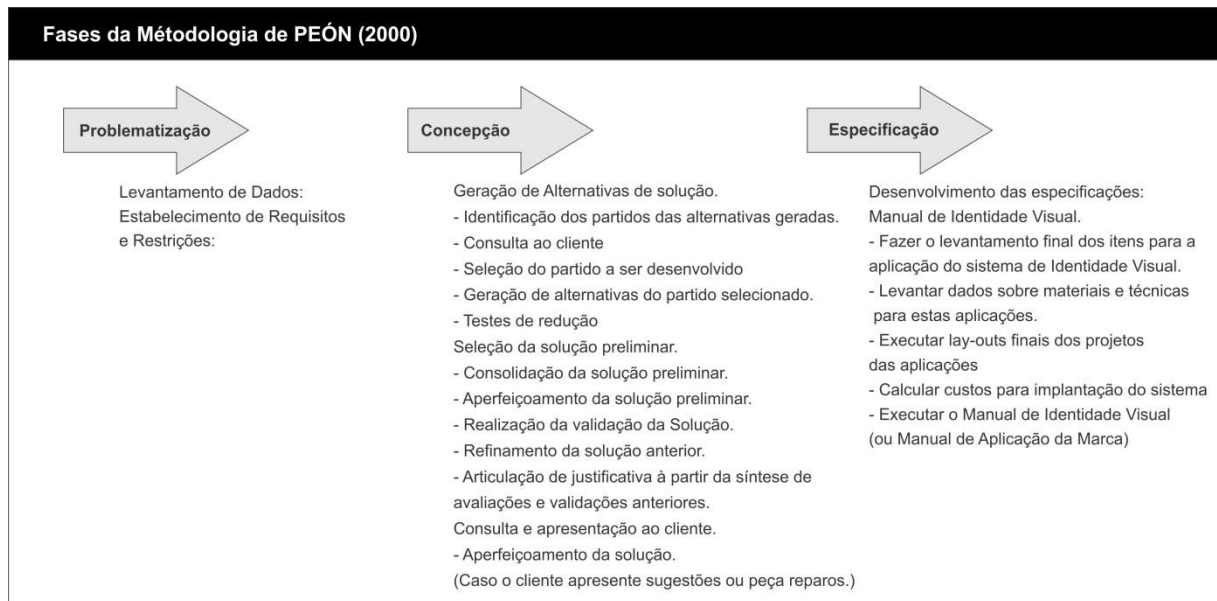 Fases da Métodologia de PEÓN (2000)
Problematização
Levantamento de Dados:
Estabelecimento de Requisitos
e Restrições:
Concepção
Geração de Alternativas de solução.
- Identificação dos partidos das alternativas geradas.
- Consulta ao cliente
- Seleção do partido a ser desenvolvido
- Geração de alternativas do partido selecionado.
- Testes de redução
Seleção da solução preliminar.
- Consolidação da solução preliminar.
- Aperfeiçoamento da solução preliminar.
- Realização da validação da Solução.
- Refinamento da solução anterior.
- Articulação de justificativa à partir da síntese de
avaliações e validações anteriores.
Consulta e apresentação ao cliente.
- Aperfeiçoamento da solução.
(Caso o cliente apresente sugestões ou peça reparos.)
Especificação
Desenvolvimento das especificações:
Manual de Identidade Visual.
- Fazer o levantamento final dos itens para a
aplicação do sistema de Identidade Visual.
- Levantar dados sobre materiais e técnicas
para estas aplicações.
- Executar lay-outs finais dos projetos
das aplicações
- Calcular custos para implantação do sistema
- Executar o Manual de Identidade Visual
(ou Manual de Aplicação da Marca)